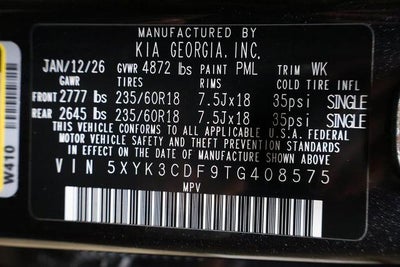 MANUFACTURED BY
KIA GEORGIA, INC.
JAN/12/26 GVWR 4872 lbs PAINT PML TRIM WK
GAWR TIRES RIMS COLD TIRE INFL
FRONT 2777 lbs 235/60R18 7.5Jx18 35psi SINGLE
REAR 2645 lbs 235/60R18 7.5Jx18 35psi SINGLE
THIS VEHICLE CONFORMS TO ALL APPLICABLE U.S.A. FEDERAL
MOTOR VEHICLE SAFETY AND THEFT PREVENTION STANDARDS
IN EFFECT ON THE DATE OF MANUFACTURE SHOWN ABOVE.
VIN 5XYK3CDF9TG408575
MPV
W410